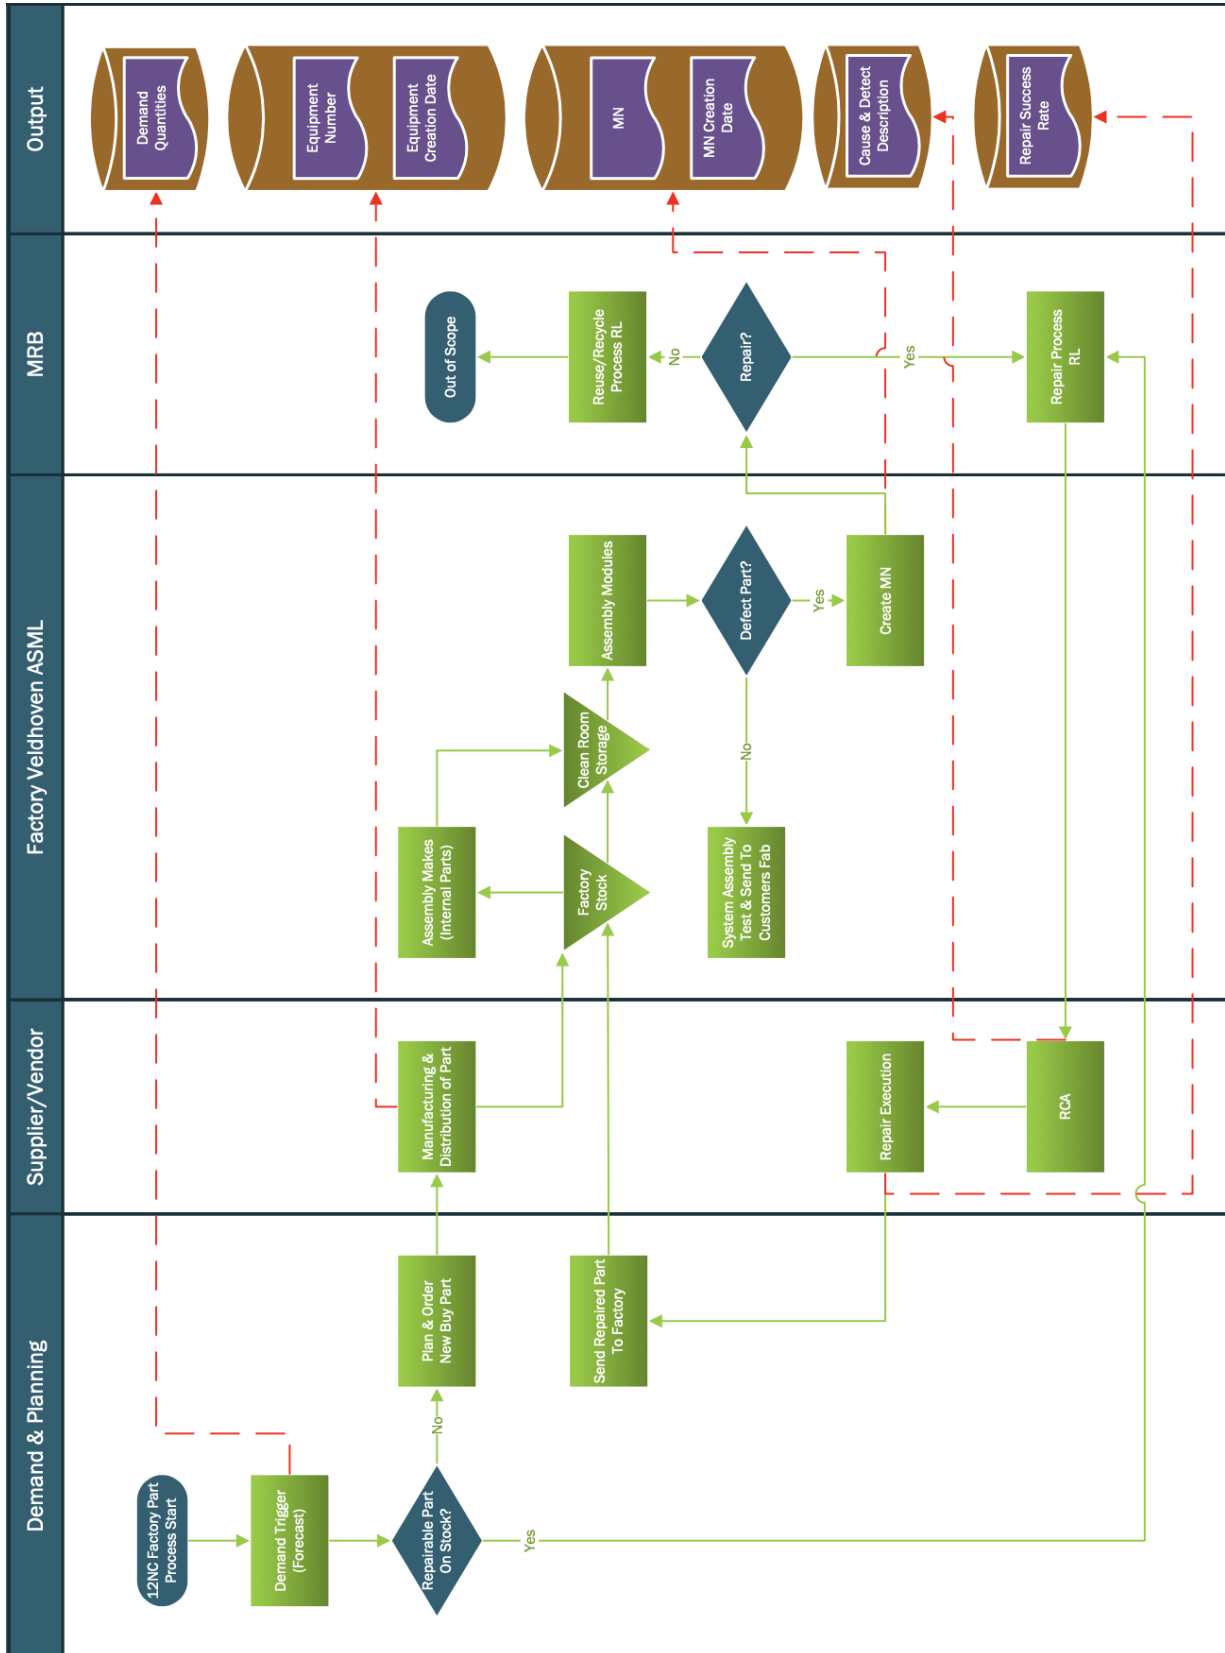 Output
MRB
Factory Veldhoven ASML
Supplier/Vendor
Demand & Planning
Demand
Quantities
Equipment
Number
Equipment
Creation Date
MN
MN Creation
Date
Cause & Detect
Description
Repair Success
Rate
Out of Scope
Reuse/Recycle
Process RL
No
Repair?
Yes
Repair Process
RL
Assembly Modules
Defect Part?
Yes
Create MN
No
Clean Room
Storage
Assembly Makes
(Internal Parts)
Factory
Stock
System Assembly
Test & Send To
Customers Fab
Manufacturing &
Distribution of Part
Repair Execution
RCA
Plan & Order
New Buy Part
Send Repaired Part
To Factory
12NC Factory Part
Process Start
Demand Trigger
(Forecast)
Repairable Part
On Stock?
No
Yes